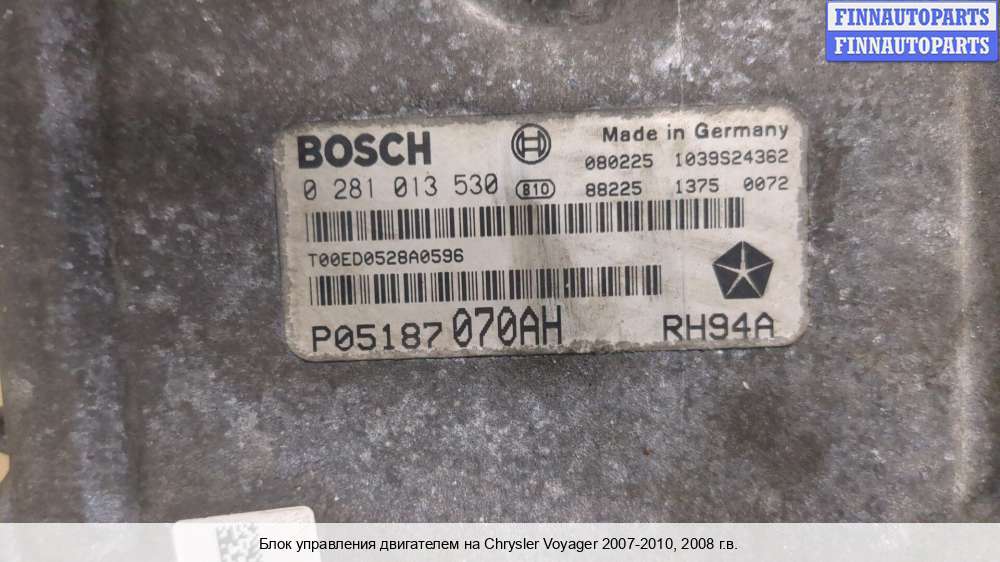 FINNAUTOPARTS
FINNAUTOPARTS
BOSCH
Made in Germany
080225 1039S24362
0 281 013 530 810 88225 1375 0072
T00ED0528A0596
P05187070AH RH94A
Блок управления двигателем на Chrysler Voyager 2007-2010, 2008 г.в.